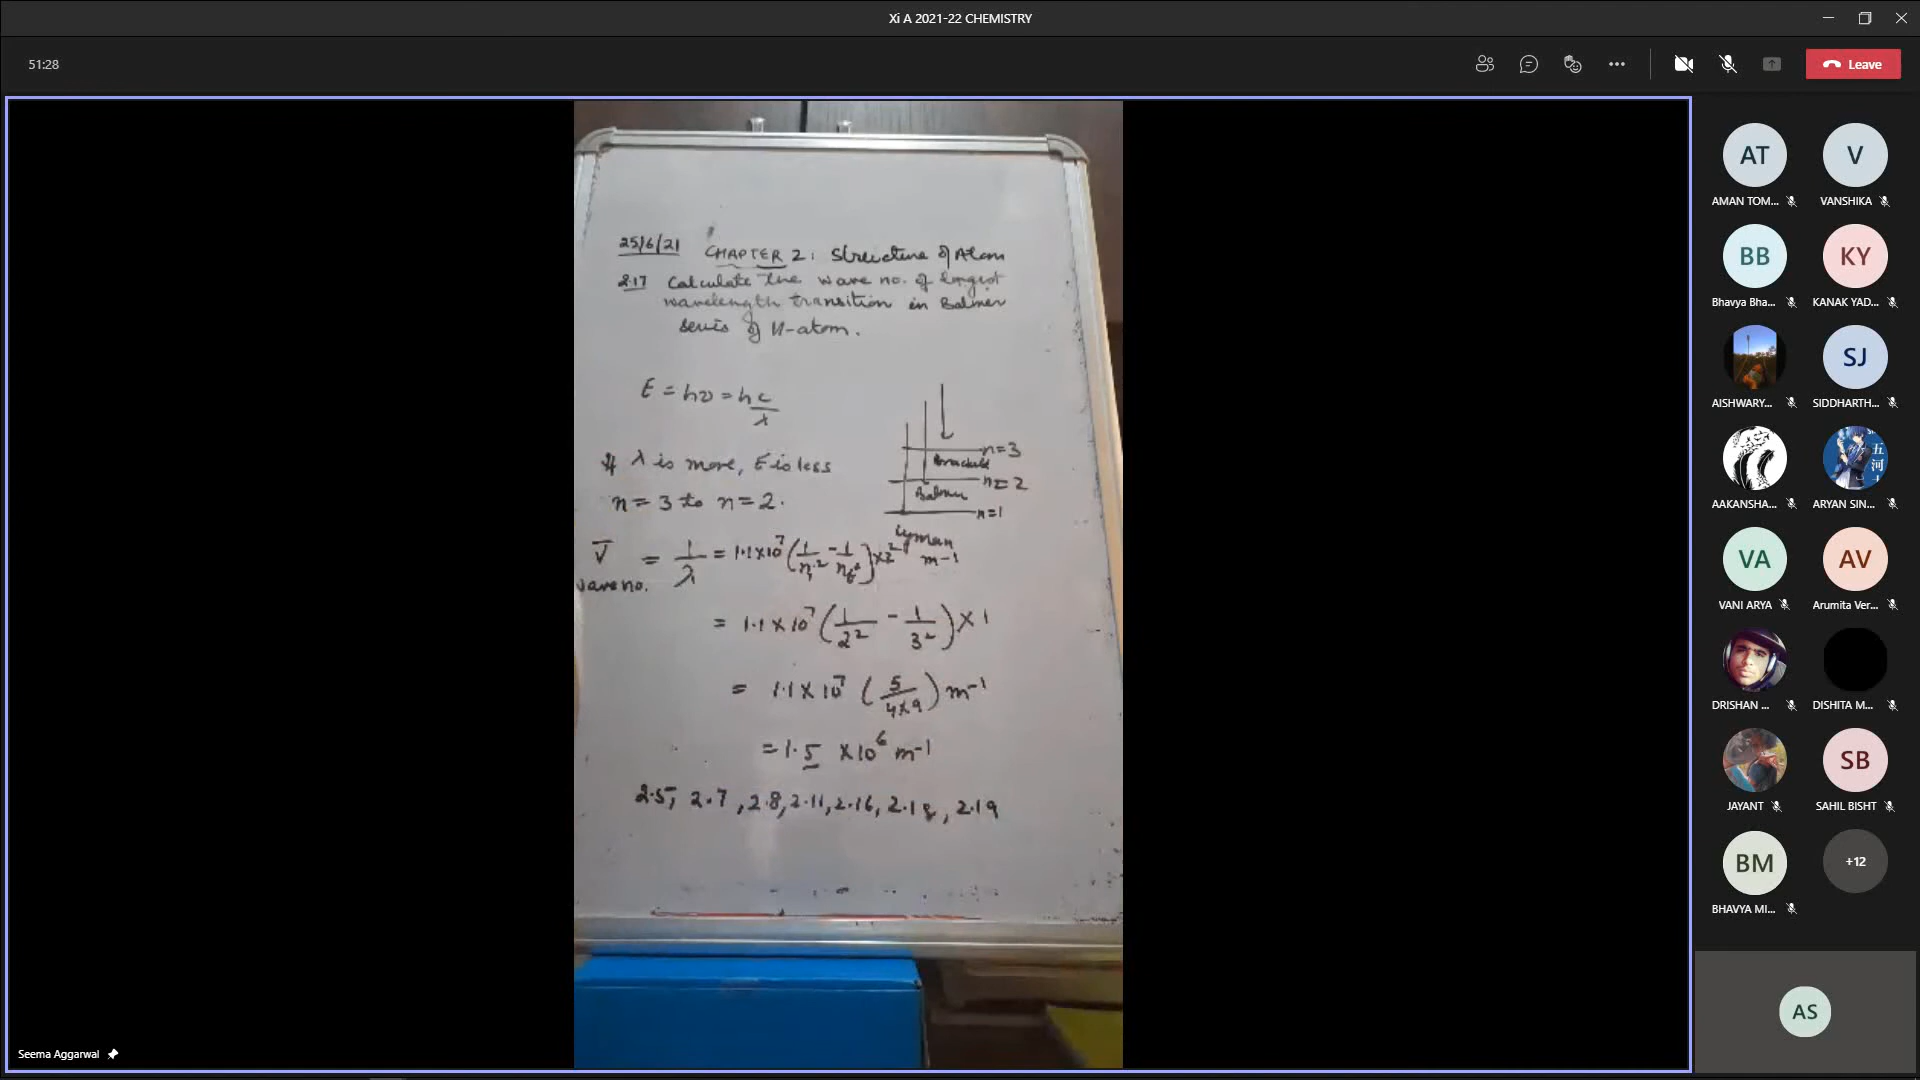 Xi A 2021-22 CHEMISTRY
51:28
Leave
25/6/21 CHAPTER 2: Structure of Atom
2.17 Calculate the wave no. of longest
wavelength transition in Balmer
series of H-atom.
E = hν = hc/λ
If λ is more, E is less
n = 3 to n = 2.
n=3
n=2
Balmer
n=1
Lyman
ν̅ = 1/λ = 1.1×10⁷ (1/nᵢ² - 1/n_f²) × Z² m-1
wave no.
= 1.1 × 10⁷ (1/2² - 1/3²) × 1
= 1.1 × 10⁷ (5/4×9) m-1
= 1.5 × 10⁶ m-1
2.5, 2.7, 2.8, 2.11, 2.16, 2.18, 2.19
Seema Aggarwal
AT V
AMAN TOM... VANSHIKA
BB KY
Bhavya Bha... KANAK YAD...
SJ
AISHWARY... SIDDHARTH...
五河
AAKANSHA... ARYAN SIN...
VA AV
VANI ARYA Arumita Ver...
DRISHAN ... DISHITA M...
SB
JAYANT SAHIL BISHT
BM +12
BHAVYA MI...
AS